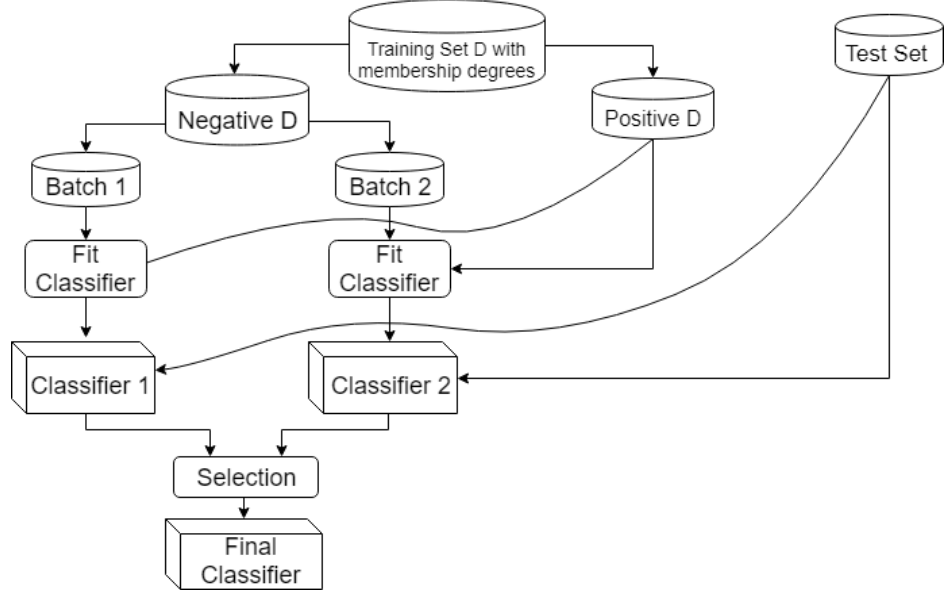 Training Set D with
membership degrees
Test Set
Negative D
Positive D
Batch 1
Batch 2
Fit
Classifier
Fit
Classifier
Classifier 1
Classifier 2
Selection
Final
Classifier